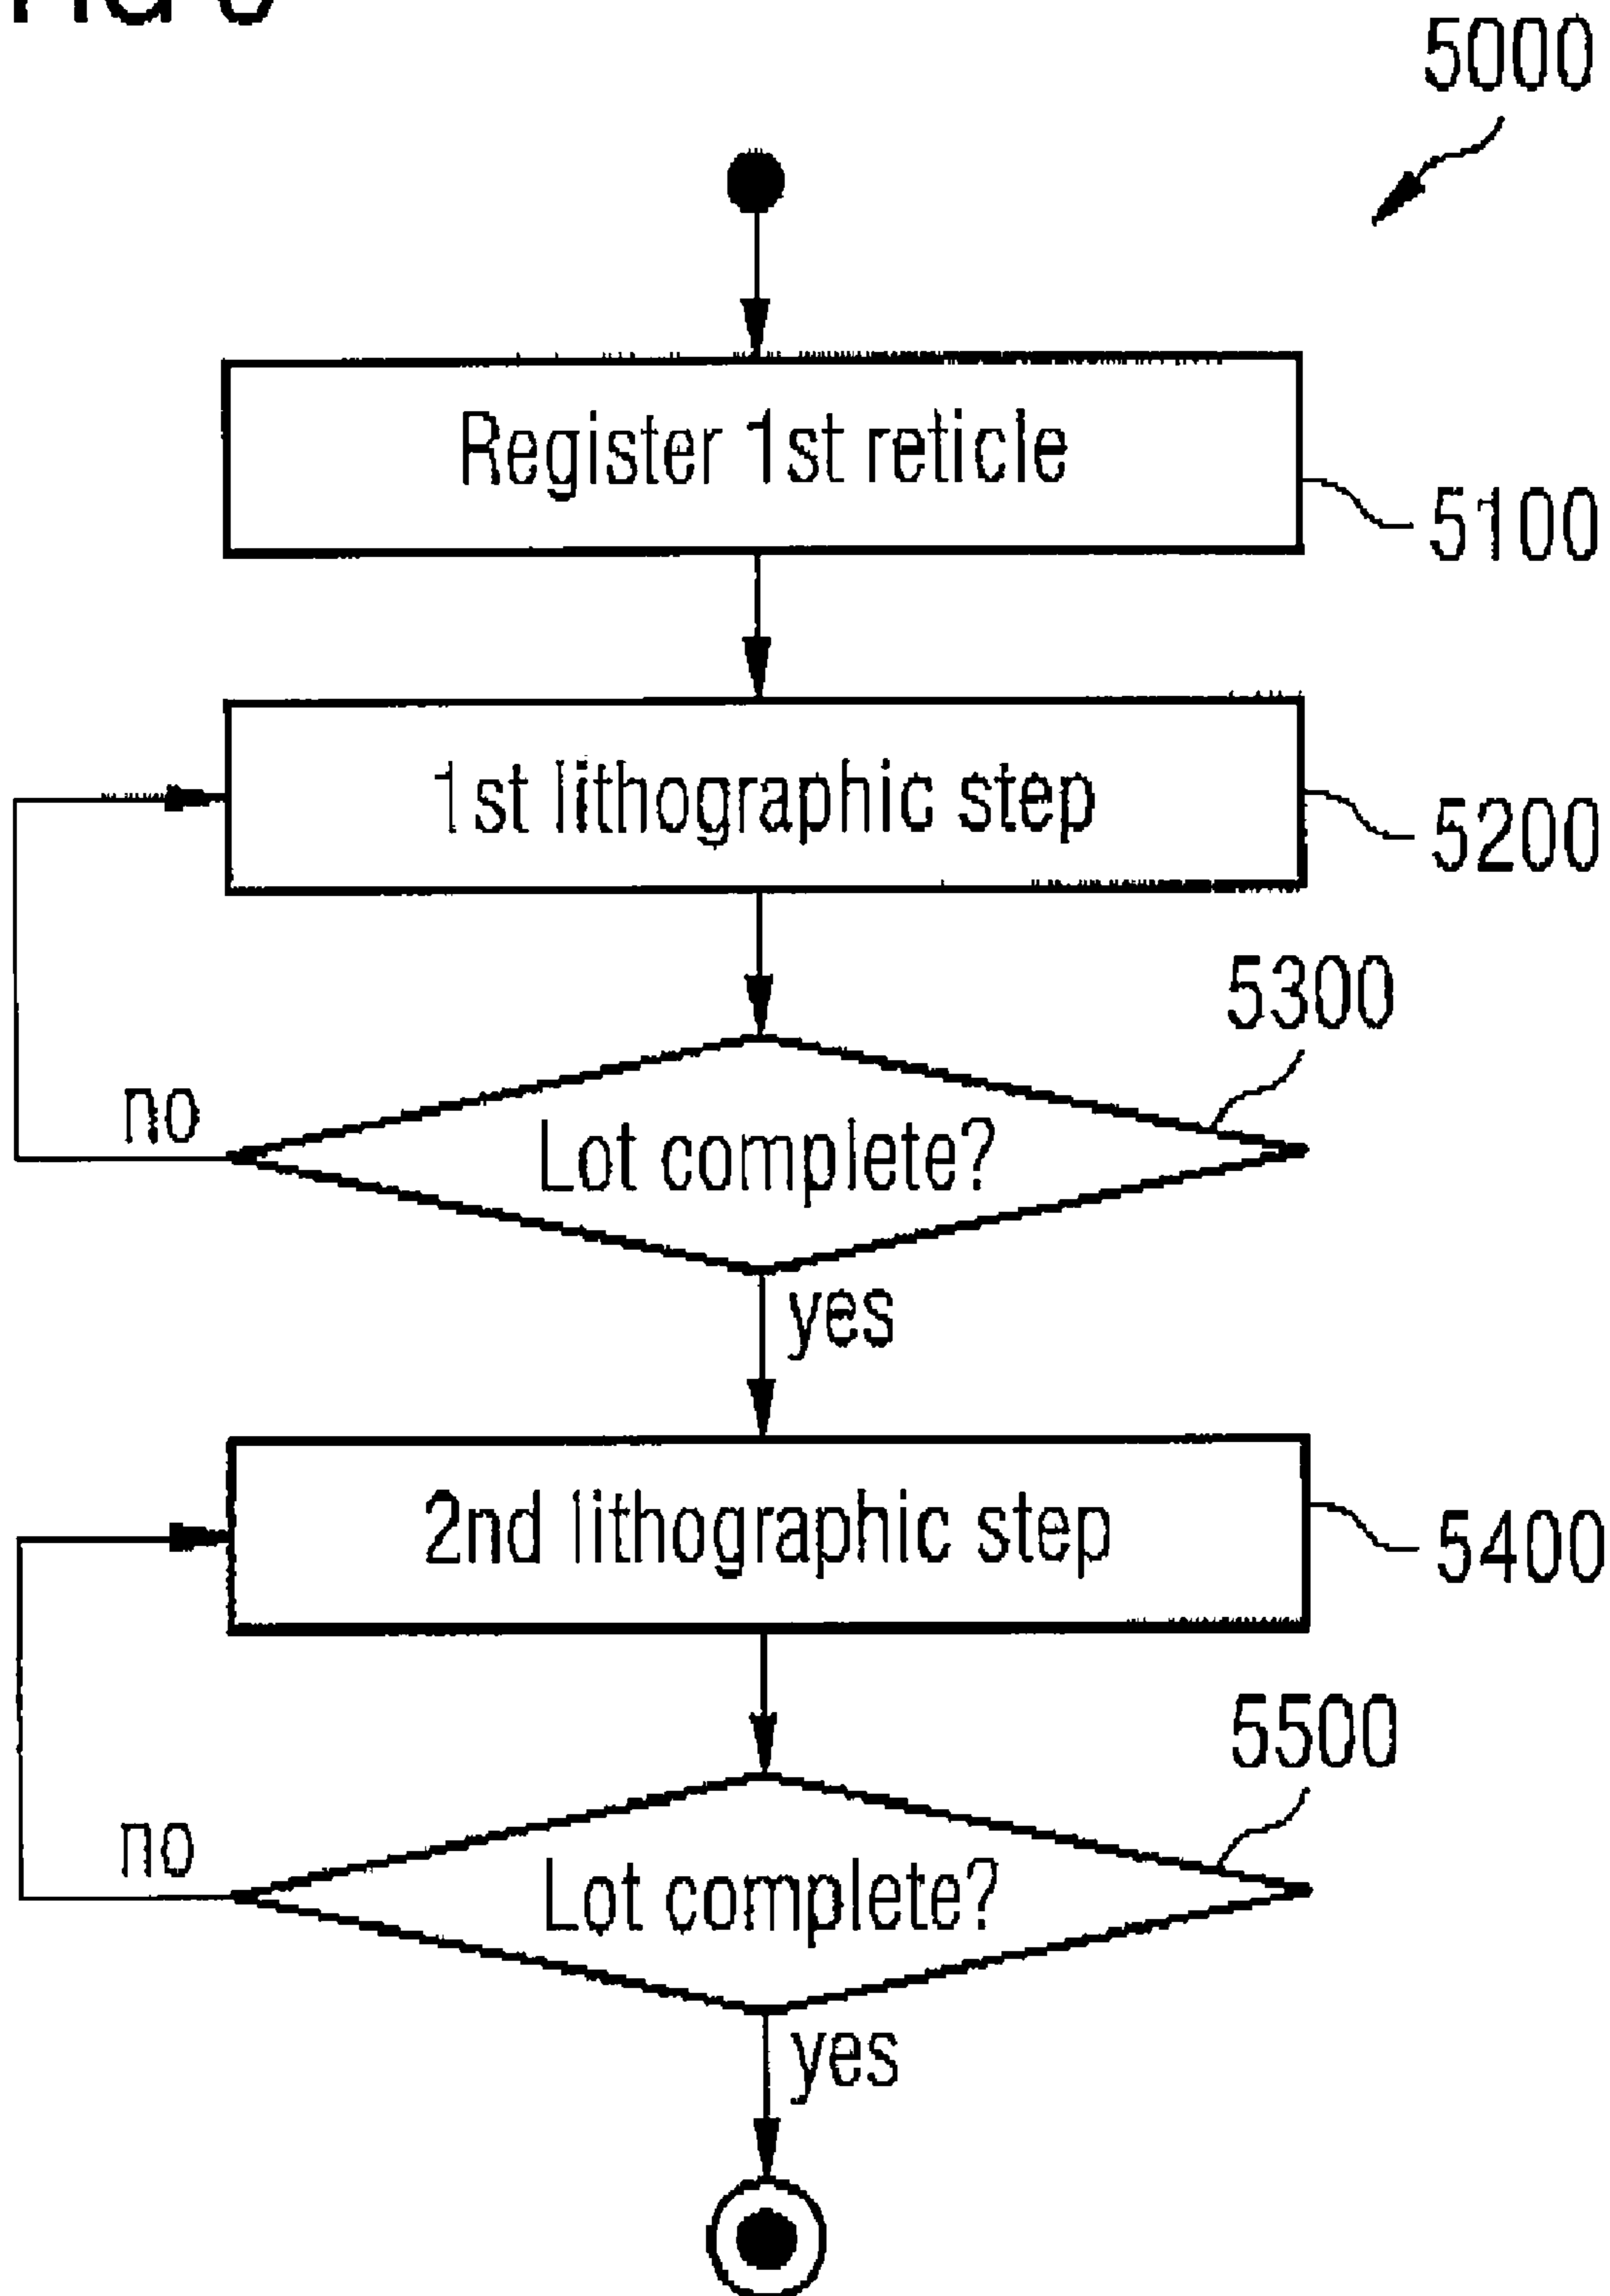 5000
Register 1st reticle
5100
1st lithographic step
5200
5300
no
Lot complete?
yes
2nd lithographic step
5400
5500
no
Lot complete?
yes